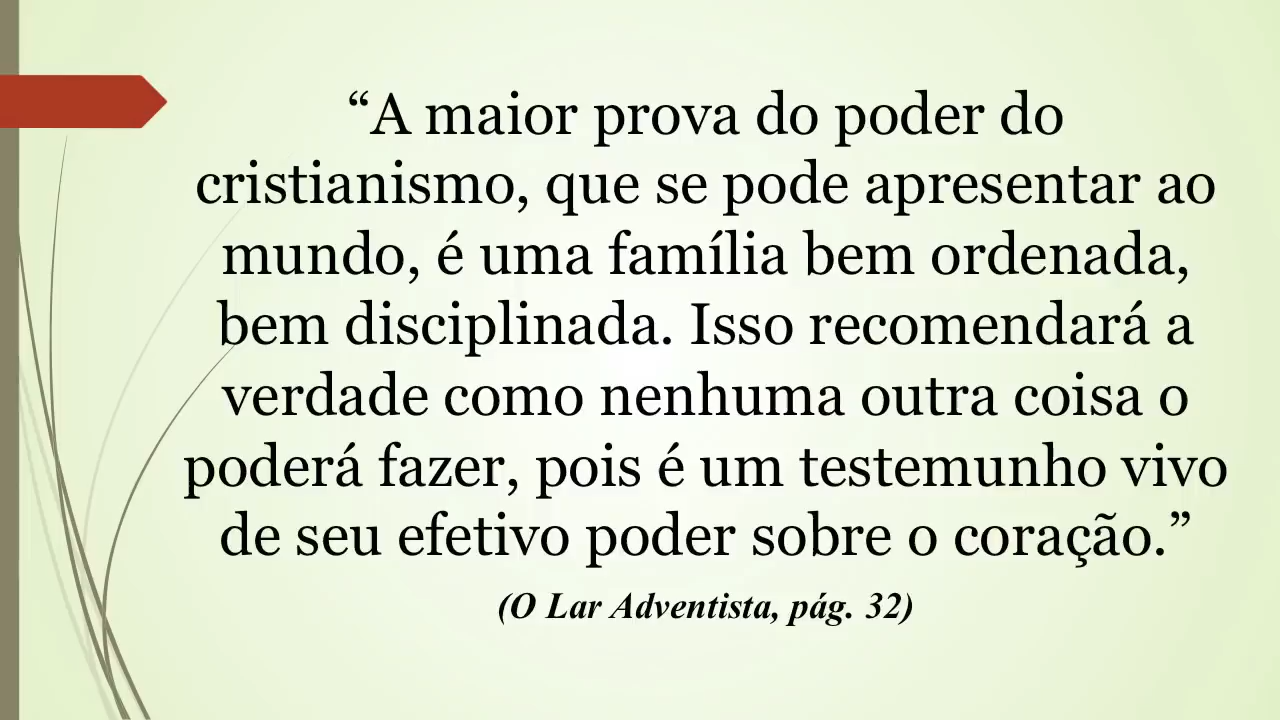 “A maior prova do poder do
cristianismo, que se pode apresentar ao
mundo, é uma família bem ordenada,
bem disciplinada. Isso recomendará a
verdade como nenhuma outra coisa o
poderá fazer, pois é um testemunho vivo
de seu efetivo poder sobre o coração.”
(O Lar Adventista, pág. 32)